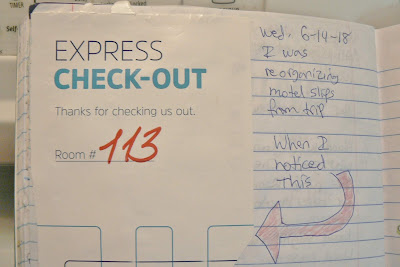 EXPRESS
CHECK-OUT
Thanks for checking us out.
Room # 113
Wed, 6-14-18
I was
reorganizing
motel slips
from trip
When I
noticed
This